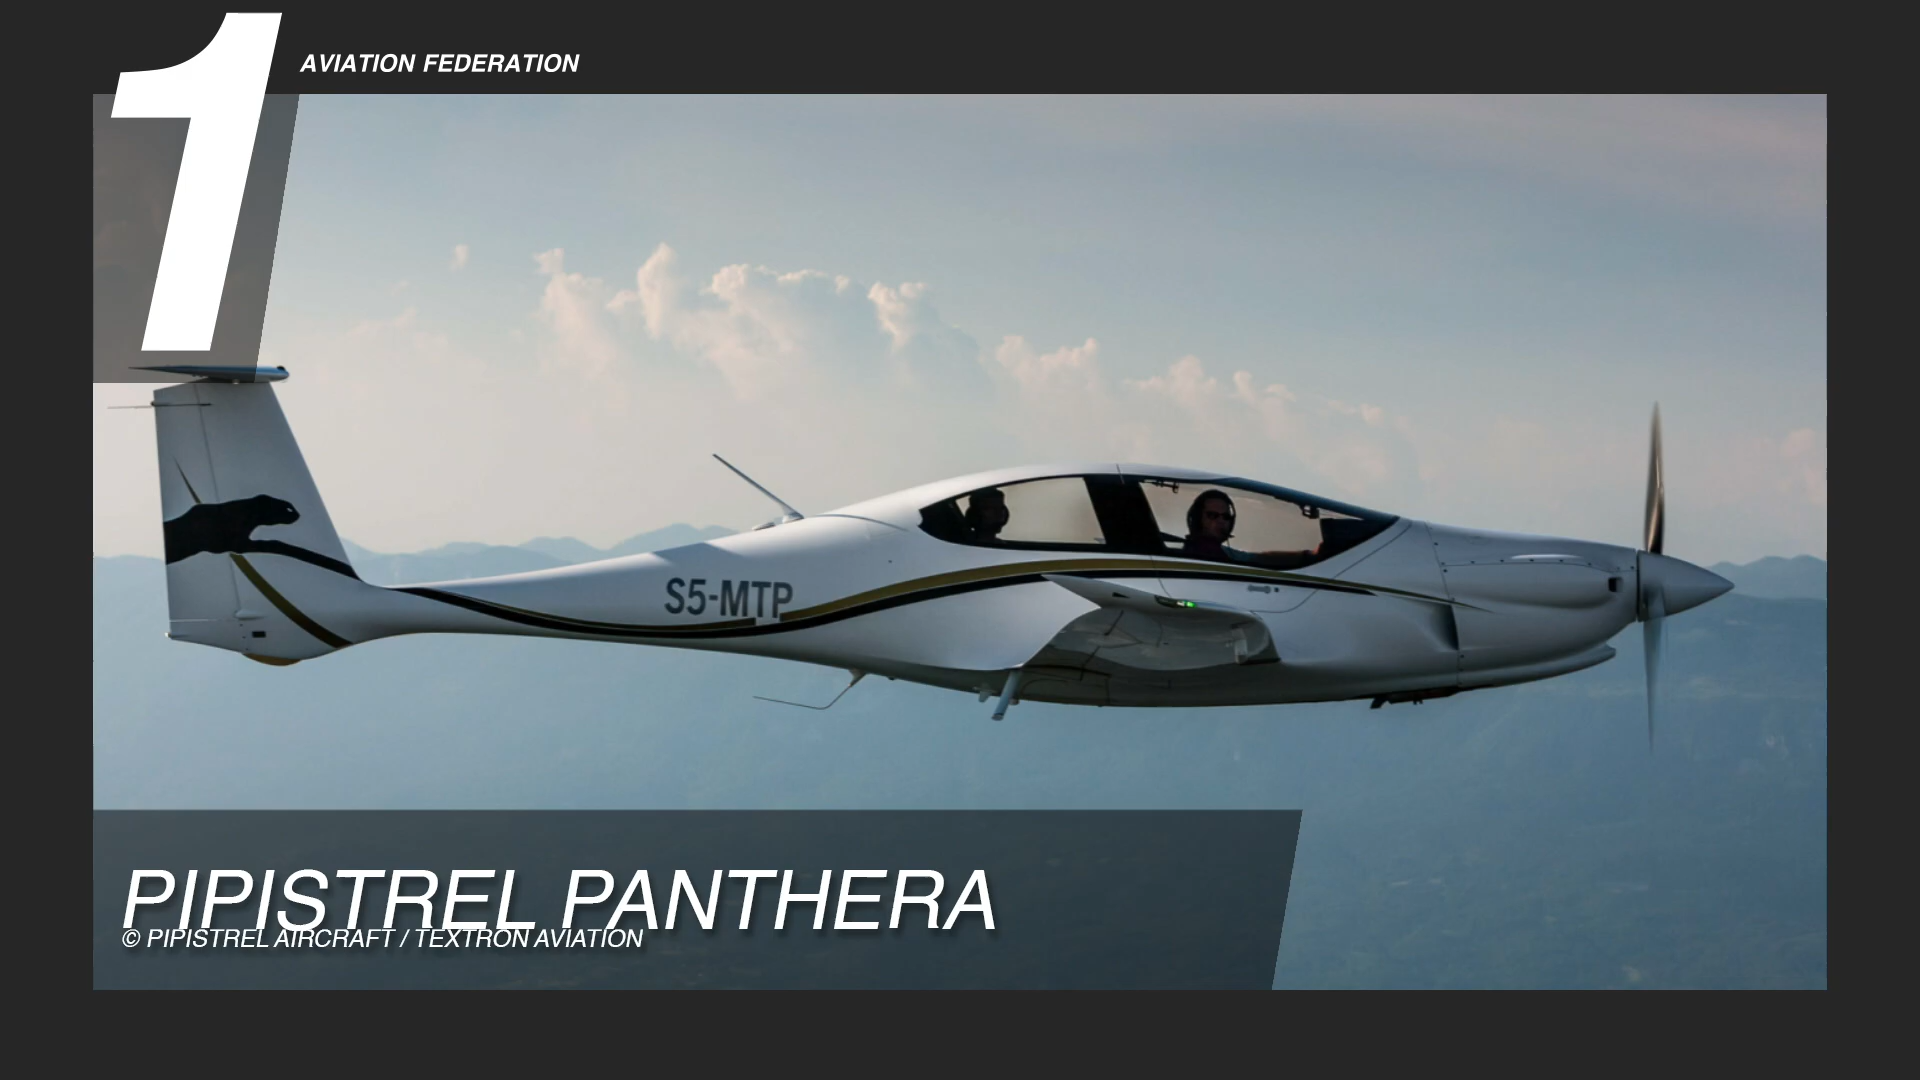 1
AVIATION FEDERATION
S5-MTP
PIPISTREL PANTHERA
© PIPISTREL AIRCRAFT / TEXTRON AVIATION